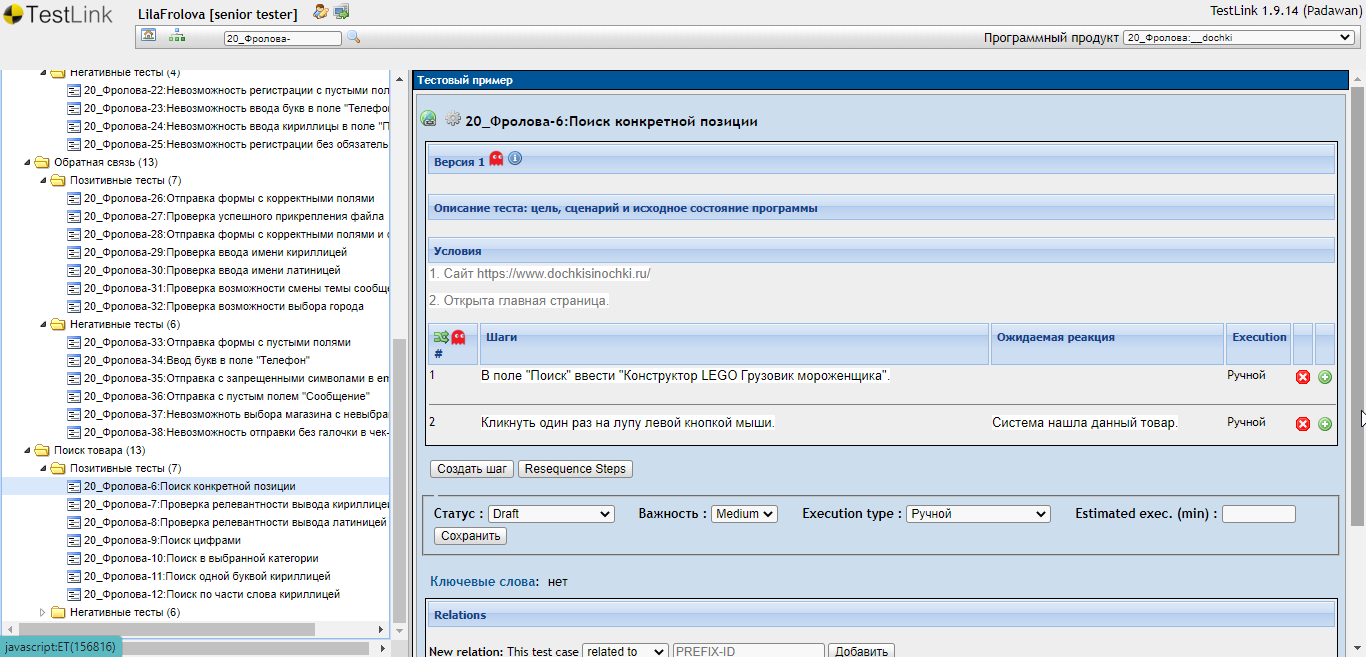 TestLink
LilaFrolova [senior tester]
TestLink 1.9.14 (Padawan)
20_Фролова-
Программный продукт 20_Фролова:__dochki
Негативные тесты (4)
20_Фролова-22:Невозможность регистрации с пустыми пол
20_Фролова-23:Невозможность ввода букв в поле "Телефо
20_Фролова-24:Невозможность ввода кириллицы в поле "П
20_Фролова-25:Невозможность регистрации без обязатель
Обратная связь (13)
Позитивные тесты (7)
20_Фролова-26:Отправка формы с корректными полями
20_Фролова-27:Проверка успешного прикрепления файла
20_Фролова-28:Отправка формы с корректными полями и с
20_Фролова-29:Проверка ввода имени кириллицей
20_Фролова-30:Проверка ввода имени латиницей
20_Фролова-31:Проверка возможности смены темы сообще
20_Фролова-32:Проверка возможности выбора города
Негативные тесты (6)
20_Фролова-33:Отправка формы с пустыми полями
20_Фролова-34:Ввод букв в поле "Телефон"
20_Фролова-35:Отправка с запрещенными символами в em
20_Фролова-36:Отправка с пустым полем "Сообщение"
20_Фролова-37:Невозможноть выбора магазина с невыбра
20_Фролова-38:Невозможность отправки без галочки в чек-
Поиск товара (13)
Позитивные тесты (7)
20_Фролова-6:Поиск конкретной позиции
20_Фролова-7:Проверка релевантности вывода кириллицей
20_Фролова-8:Проверка релевантности вывода латиницей
20_Фролова-9:Поиск цифрами
20_Фролова-10:Поиск в выбранной категории
20_Фролова-11:Поиск одной буквой кириллицей
20_Фролова-12:Поиск по части слова кириллицей
Негативные тесты (6)
javascript:ET(156816)
Тестовый пример
20_Фролова-6:Поиск конкретной позиции
Версия 1
Описание теста: цель, сценарий и исходное состояние программы
Условия
1. Сайт https://www.dochkisinochki.ru/
2. Открыта главная страница.
# Шаги Ожидаемая реакция Execution
1 В поле "Поиск" ввести "Конструктор LEGO Грузовик мороженщика". Ручной
2 Кликнуть один раз на лупу левой кнопкой мыши. Система нашла данный товар. Ручной
Создать шаг Resequence Steps
Статус : Draft Важность : Medium Execution type : Ручной Estimated exec. (min) :
Сохранить
Ключевые слова: нет
Relations
New relation: This test case related to PREFIX-ID Добавить